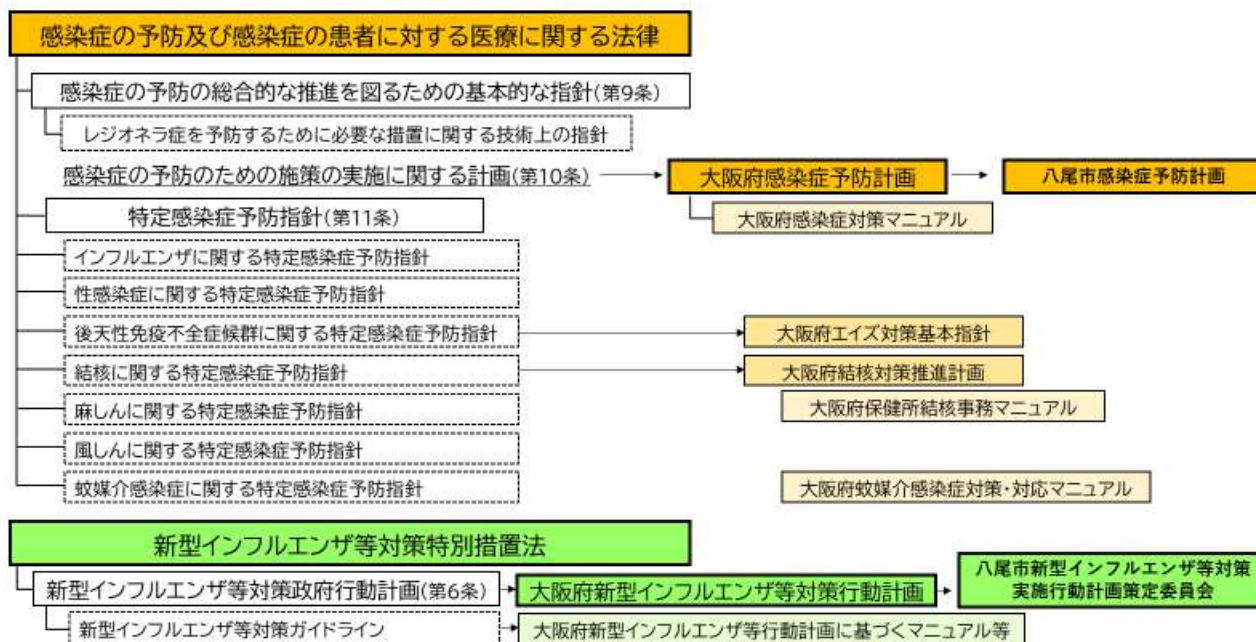 感染症の予防及び感染症の患者に対する医療に関する法律
感染症の予防の総合的な推進を図るための基本的な指針(第9条)
レジオネラ症を予防するために必要な措置に関する技術上の指針
感染症の予防のための施策の実施に関する計画(第10条)
大阪府感染症予防計画
八尾市感染症予防計画
特定感染症予防指針(第11条)
大阪府感染症対策マニュアル
インフルエンザに関する特定感染症予防指針
性感染症に関する特定感染症予防指針
後天性免疫不全症候群に関する特定感染症予防指針
大阪府エイズ対策基本指針
結核に関する特定感染症予防指針
大阪府結核対策推進計画
麻しんに関する特定感染症予防指針
大阪府保健所結核事務マニュアル
風しんに関する特定感染症予防指針
蚊媒介感染症に関する特定感染症予防指針
大阪府蚊媒介感染症対策・対応マニュアル
新型インフルエンザ等対策特別措置法
新型インフルエンザ等対策政府行動計画(第6条)
大阪府新型インフルエンザ等対策行動計画
八尾市新型インフルエンザ等対策
実施行動計画策定委員会
新型インフルエンザ等対策ガイドライン
大阪府新型インフルエンザ等行動計画に基づくマニュアル等